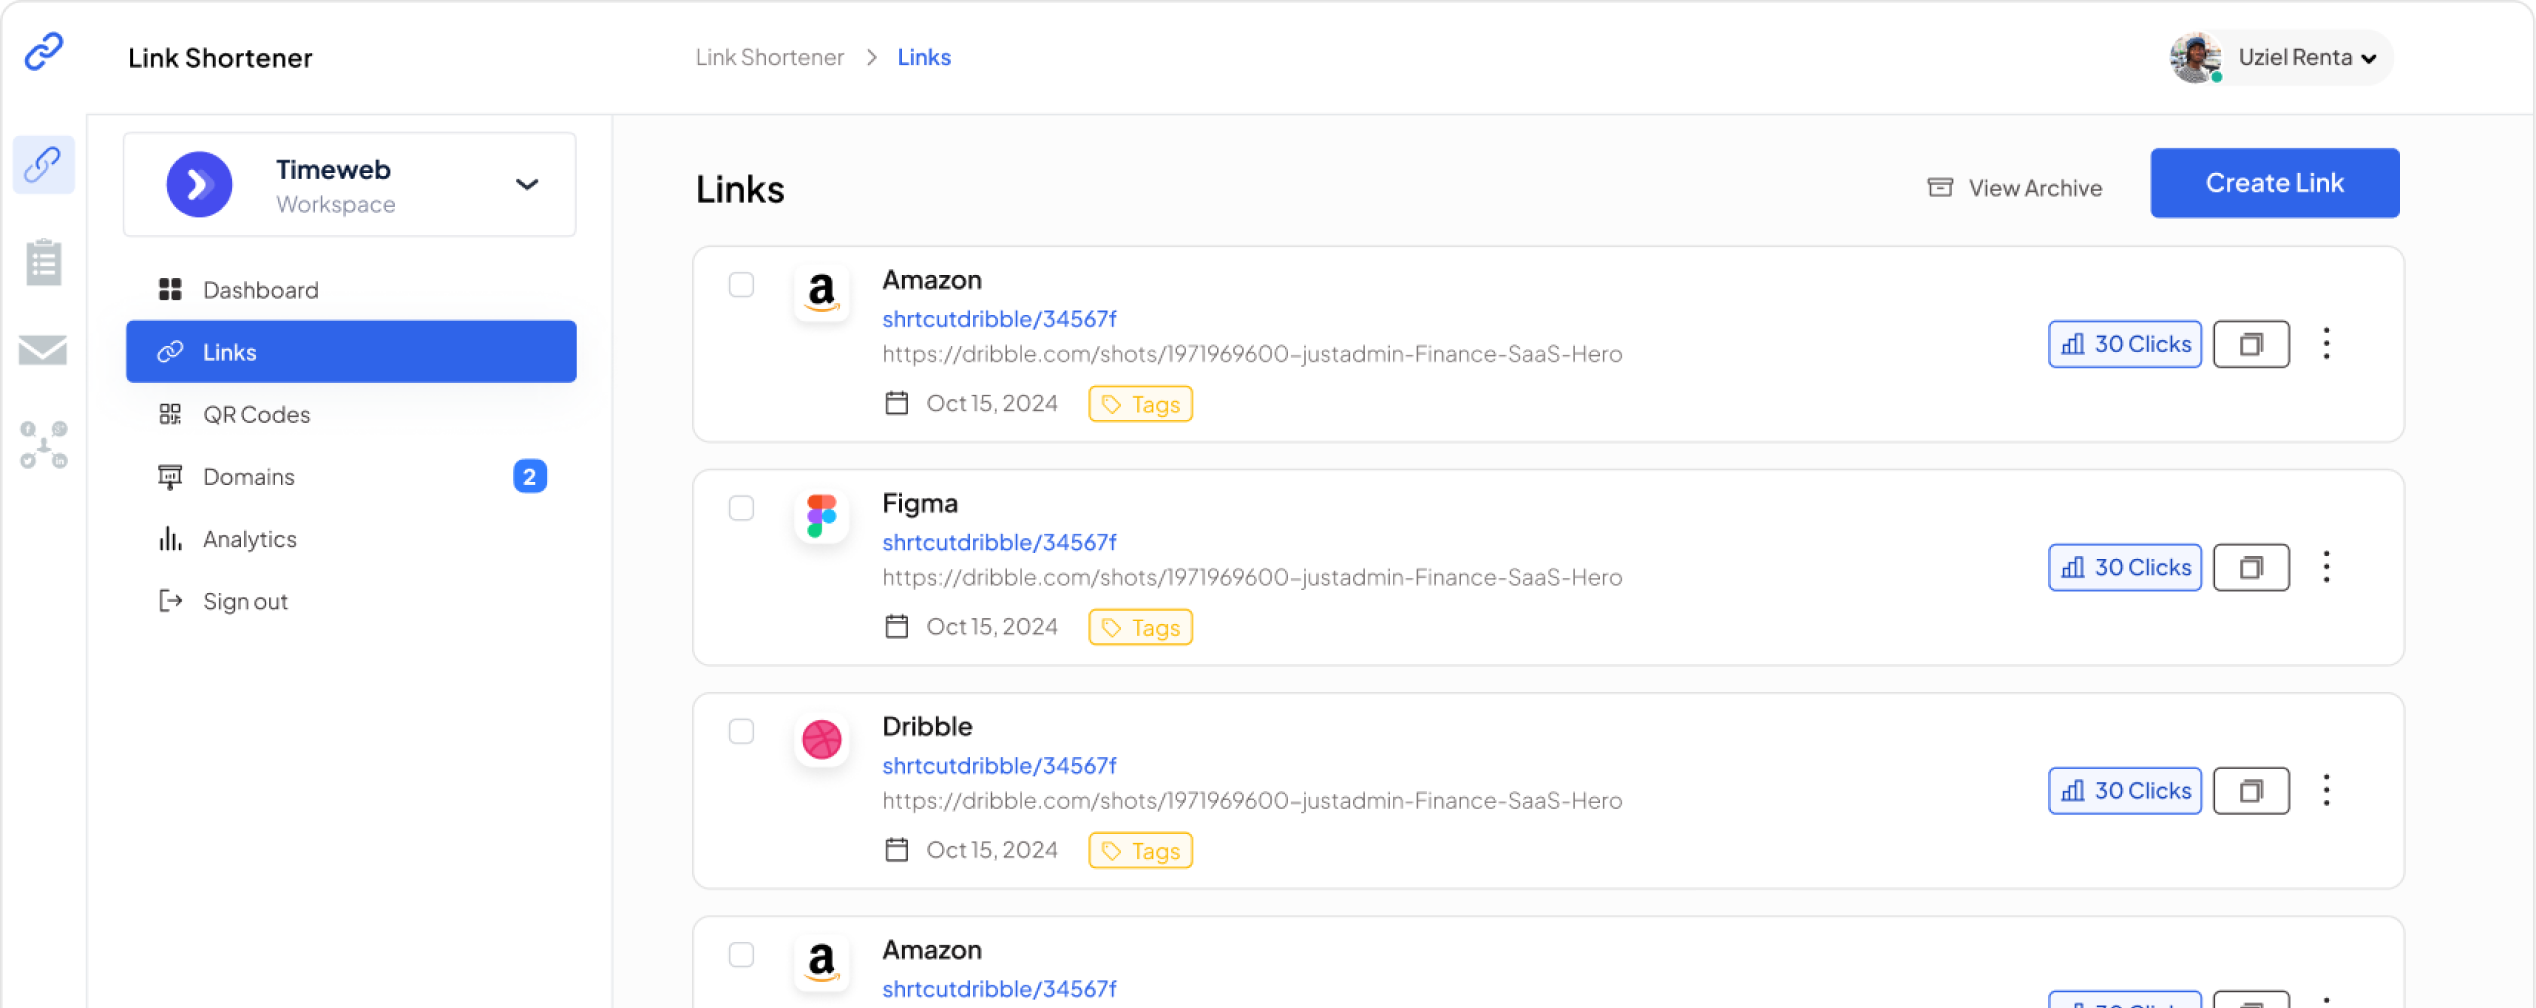 Link Shortener
Link Shortener > Links
Uziel Renta
Timeweb
Workspace
Dashboard
Links
QR Codes
Domains
2
Analytics
Sign out
Links
View Archive
Create Link
Amazon
shrtcutdribble/34567f
https://dribble.com/shots/1971969600–justadmin-Finance-SaaS-Hero
Oct 15, 2024
Tags
30 Clicks
Figma
shrtcutdribble/34567f
https://dribble.com/shots/1971969600–justadmin-Finance-SaaS-Hero
Oct 15, 2024
Tags
30 Clicks
Dribble
shrtcutdribble/34567f
https://dribble.com/shots/1971969600–justadmin-Finance-SaaS-Hero
Oct 15, 2024
Tags
30 Clicks
Amazon
shrtcutdribble/34567f